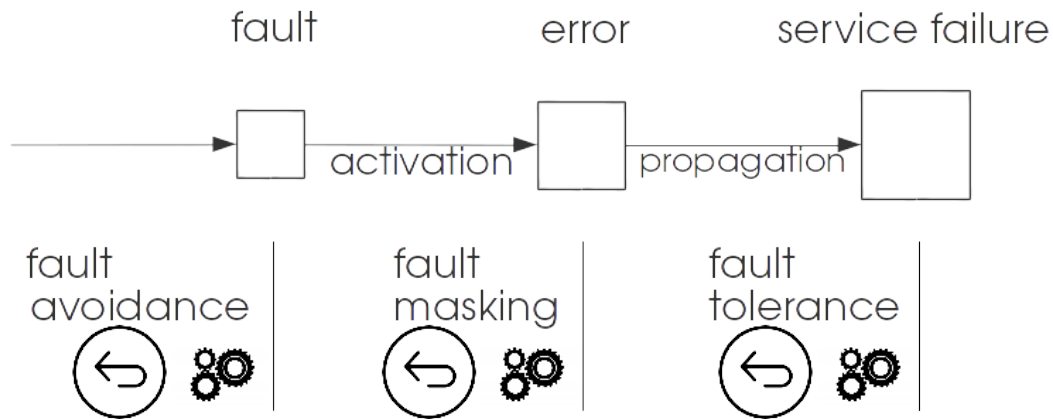 fault error service failure
activation propagation
fault fault fault
avoidance masking tolerance